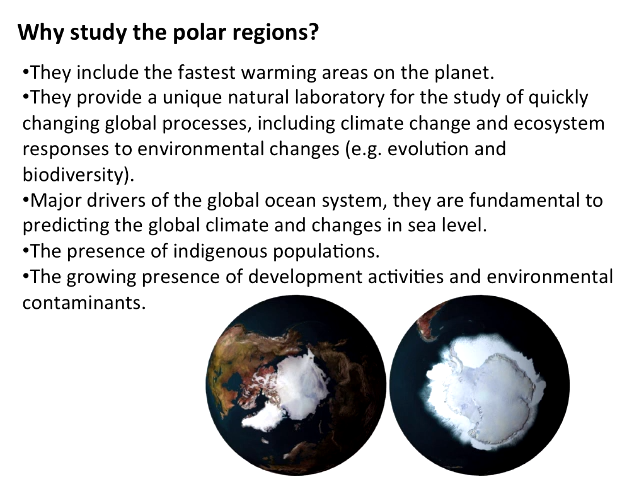 Why study the polar regions?
•They include the fastest warming areas on the planet.
•They provide a unique natural laboratory for the study of quickly
changing global processes, including climate change and ecosystem
responses to environmental changes (e.g. evolution and
biodiversity).
•Major drivers of the global ocean system, they are fundamental to
predicting the global climate and changes in sea level.
•The presence of indigenous populations.
•The growing presence of development activities and environmental
contaminants.